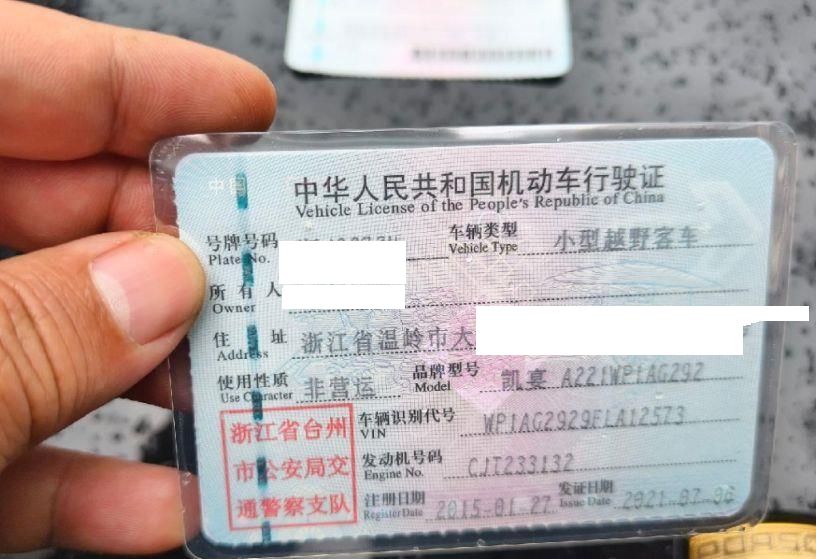 中华人民共和国机动车行驶证
Vehicle License of the People's Republic of China
号牌号码 车辆类型 小型越野客车
Plate No. Vehicle Type
所有人
Owner
住址 浙江省温岭市大
Address
使用性质 非营运 品牌型号 凯宴 A221WP1AG292
Use Character Model
浙江省台州
市公安局交
通警察支队
车辆识别代号 WP1AG2929FLA12573
VIN
发动机号码 CJT233132
Engine No.
注册日期 2015-01-27 发证日期 2021-07-06
Register Date Issue Date